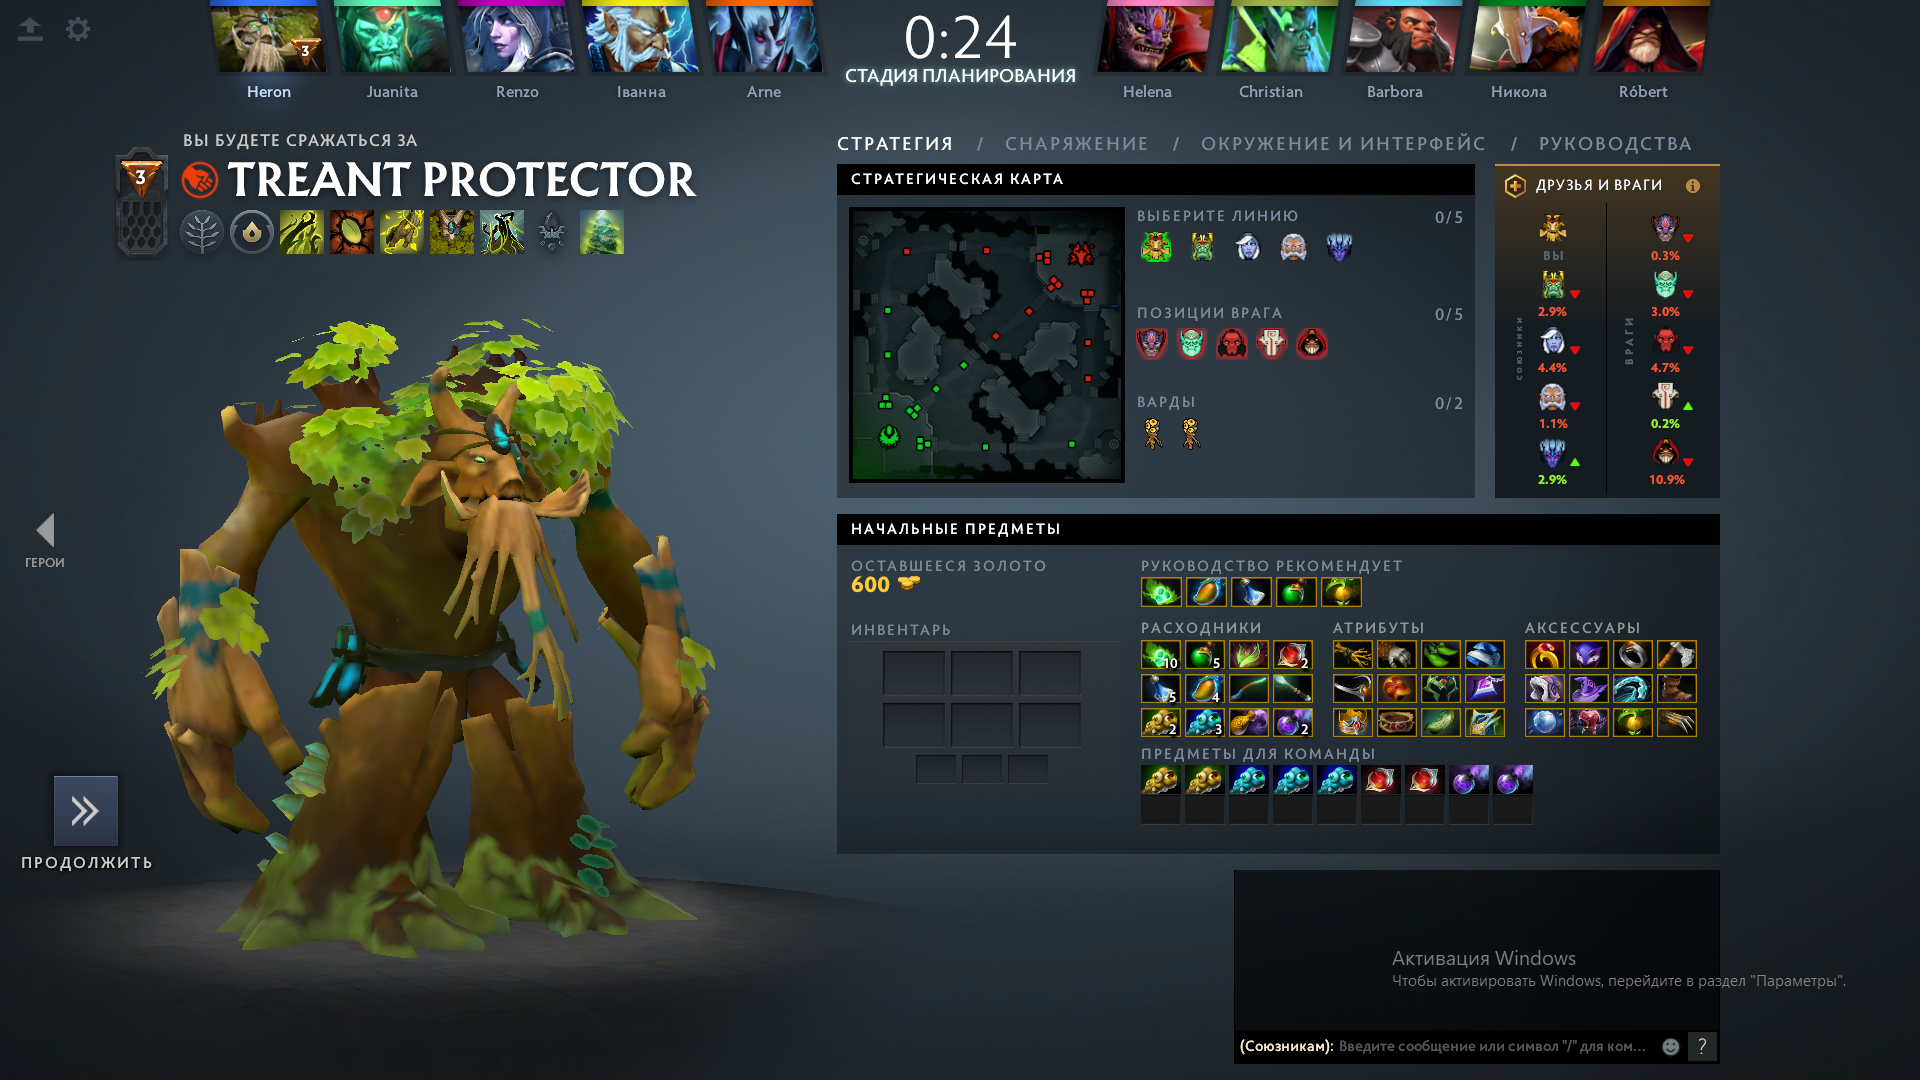 3
Heron
Juanita
Renzo
Іванна
Arne
0:24
СТАДИЯ ПЛАНИРОВАНИЯ
Helena
Christian
Barbora
Никола
Róbert
ВЫ БУДЕТЕ СРАЖАТЬСЯ ЗА
3
TREANT PROTECTOR
ГЕРОИ
ПРОДОЛЖИТЬ
СТРАТЕГИЯ / СНАРЯЖЕНИЕ / ОКРУЖЕНИЕ И ИНТЕРФЕЙС / РУКОВОДСТВА
СТРАТЕГИЧЕСКАЯ КАРТА
ВЫБЕРИТЕ ЛИНИЮ 0/5
ПОЗИЦИИ ВРАГА 0/5
ВАРДЫ 0/2
ДРУЗЬЯ И ВРАГИ
ВЫ
0.3%
2.9%
3.0%
СОЮЗНИКИ
ВРАГИ
4.4%
4.7%
1.1%
0.2%
2.9%
10.9%
НАЧАЛЬНЫЕ ПРЕДМЕТЫ
ОСТАВШЕЕСЯ ЗОЛОТО
600
ИНВЕНТАРЬ
РУКОВОДСТВО РЕКОМЕНДУЕТ
РАСХОДНИКИ
АТРИБУТЫ
АКСЕССУАРЫ
10 5 2
5 4
2 3 2
ПРЕДМЕТЫ ДЛЯ КОМАНДЫ
Активация Windows
Чтобы активировать Windows, перейдите в раздел "Параметры".
(Союзникам): Введите сообщение или символ "/" для ком...
?